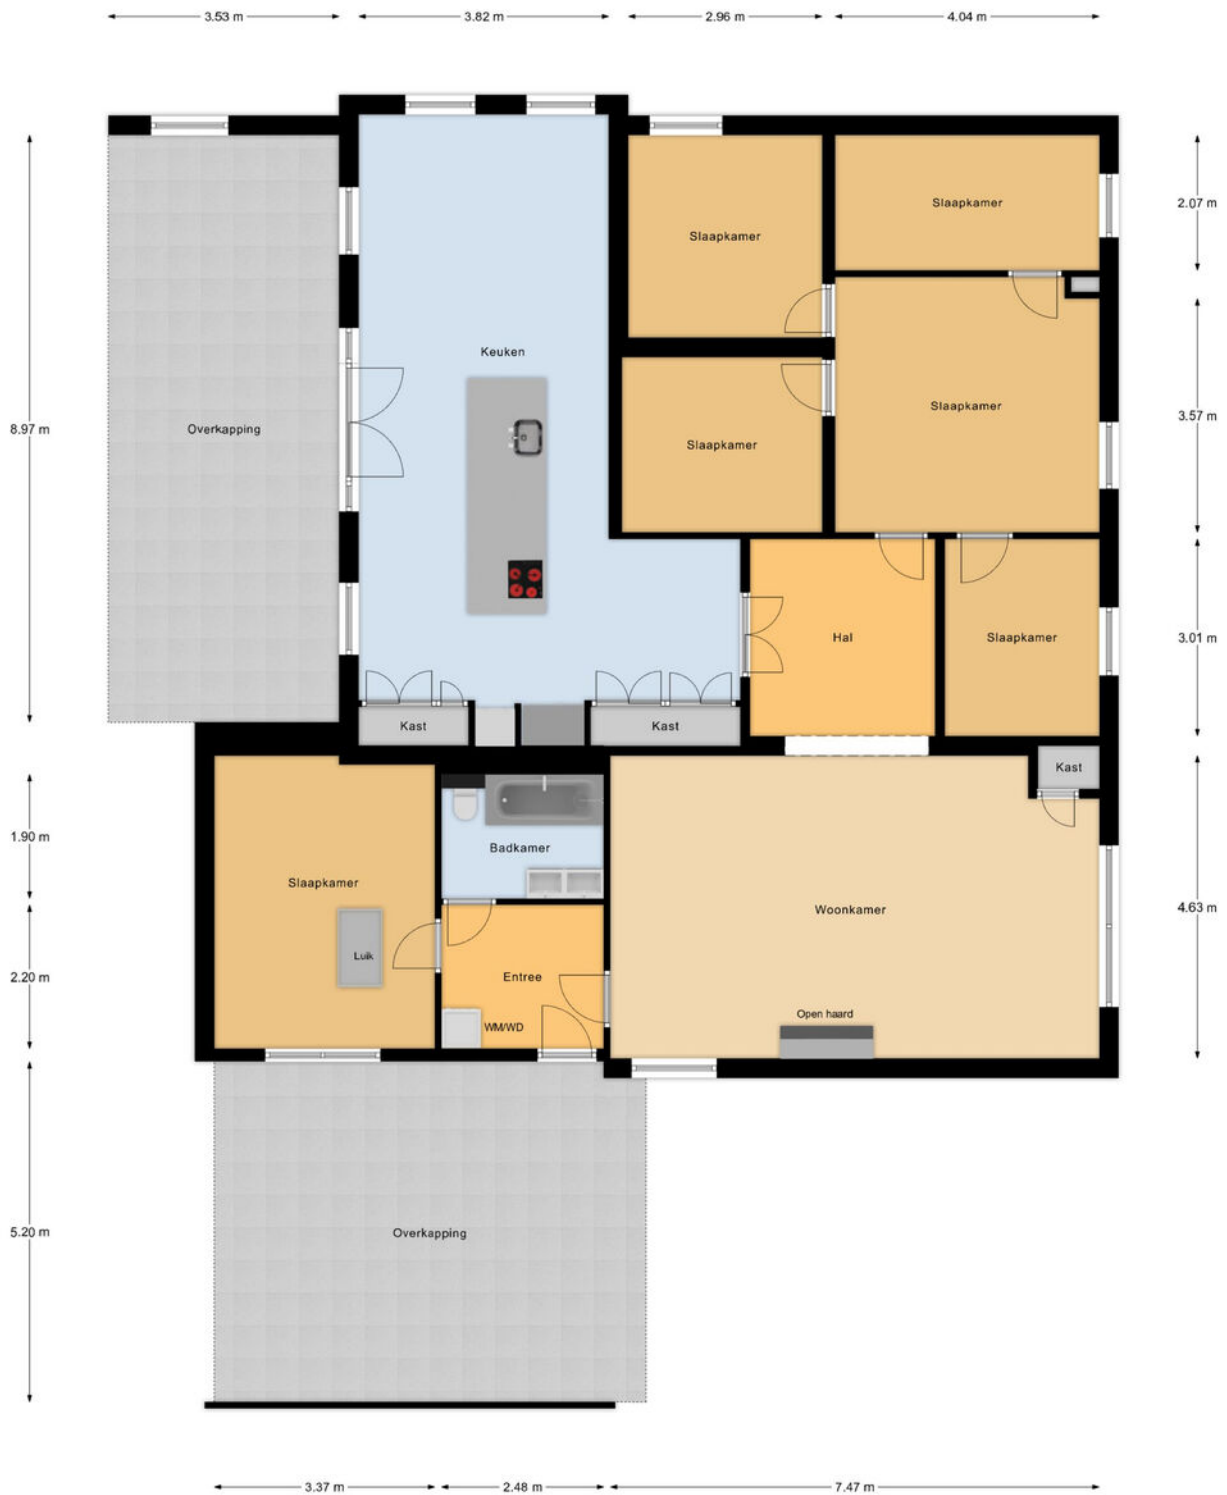 3.53 m
3.82 m
2.96 m
4.04 m
2.07 m
Slaapkamer
Slaapkamer
Keuken
Slaapkamer
3.57 m
8.97 m
Overkapping
Slaapkamer
Hal
Slaapkamer
3.01 m
Kast
Kast
Kast
1.90 m
Badkamer
Slaapkamer
Woonkamer
4.63 m
Luik
2.20 m
Entree
Open haard
WM/WD
5.20 m
Overkapping
3.37 m
2.48 m
7.47 m